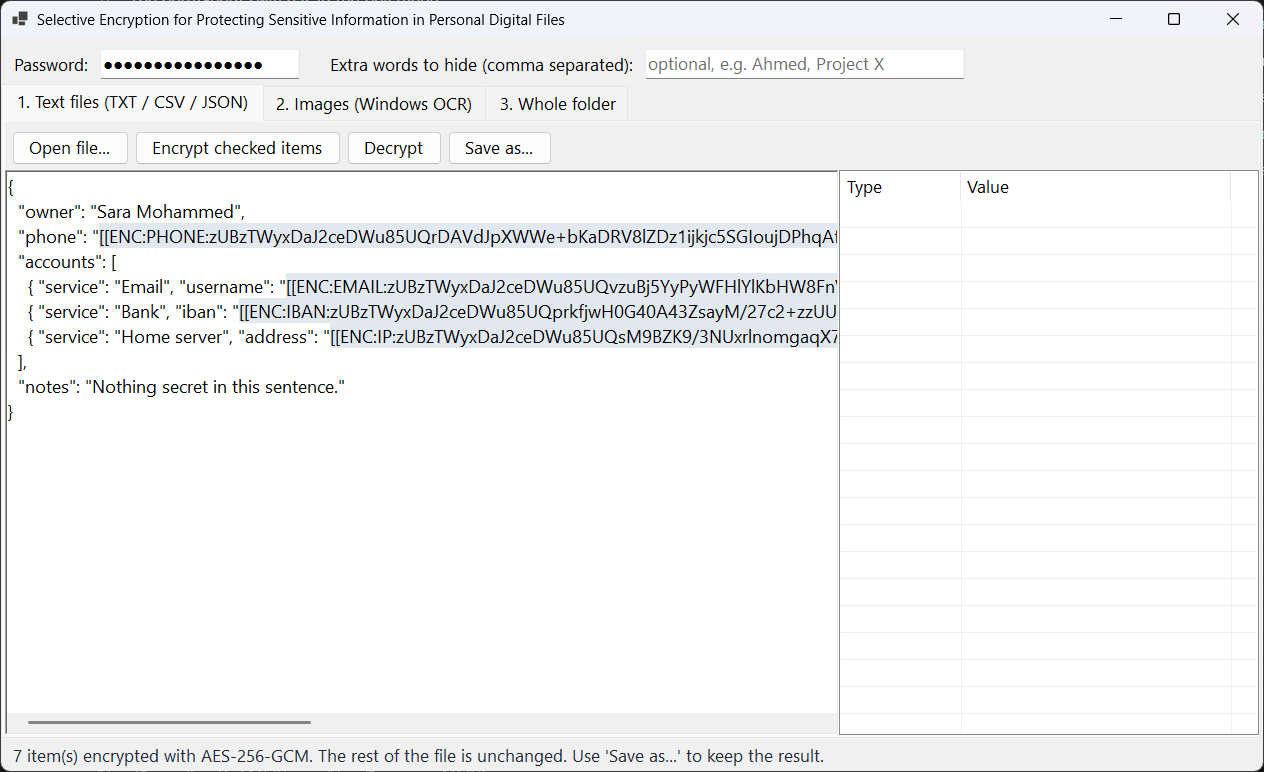 Selective Encryption for Protecting Sensitive Information in Personal Digital Files
Password: ●●●●●●●●●●●●●●●● Extra words to hide (comma separated): optional, e.g. Ahmed, Project X
1. Text files (TXT / CSV / JSON) 2. Images (Windows OCR) 3. Whole folder
Open file... Encrypt checked items Decrypt Save as...
Type Value
{
"owner": "Sara Mohammed",
"phone": "[[ENC:PHONE:zUBzTWyxDaJ2ceDWu85UQrDAVdJpXWWe+bKaDRV8lZDz1ijkjc5SGIoujDPhqAf
"accounts": [
{ "service": "Email", "username": "[[ENC:EMAIL:zUBzTWyxDaJ2ceDWu85UQvzuBj5YyPyWFHlYlKbHW8Fn
{ "service": "Bank", "iban": "[[ENC:IBAN:zUBzTWyxDaJ2ceDWu85UQprkfjwH0G40A43ZsayM/27c2+zzUU
{ "service": "Home server", "address": "[[ENC:IP:zUBzTWyxDaJ2ceDWu85UQsM9BZK9/3NUxrlnomgaqX7
],
"notes": "Nothing secret in this sentence."
}
7 item(s) encrypted with AES-256-GCM. The rest of the file is unchanged. Use 'Save as...' to keep the result.